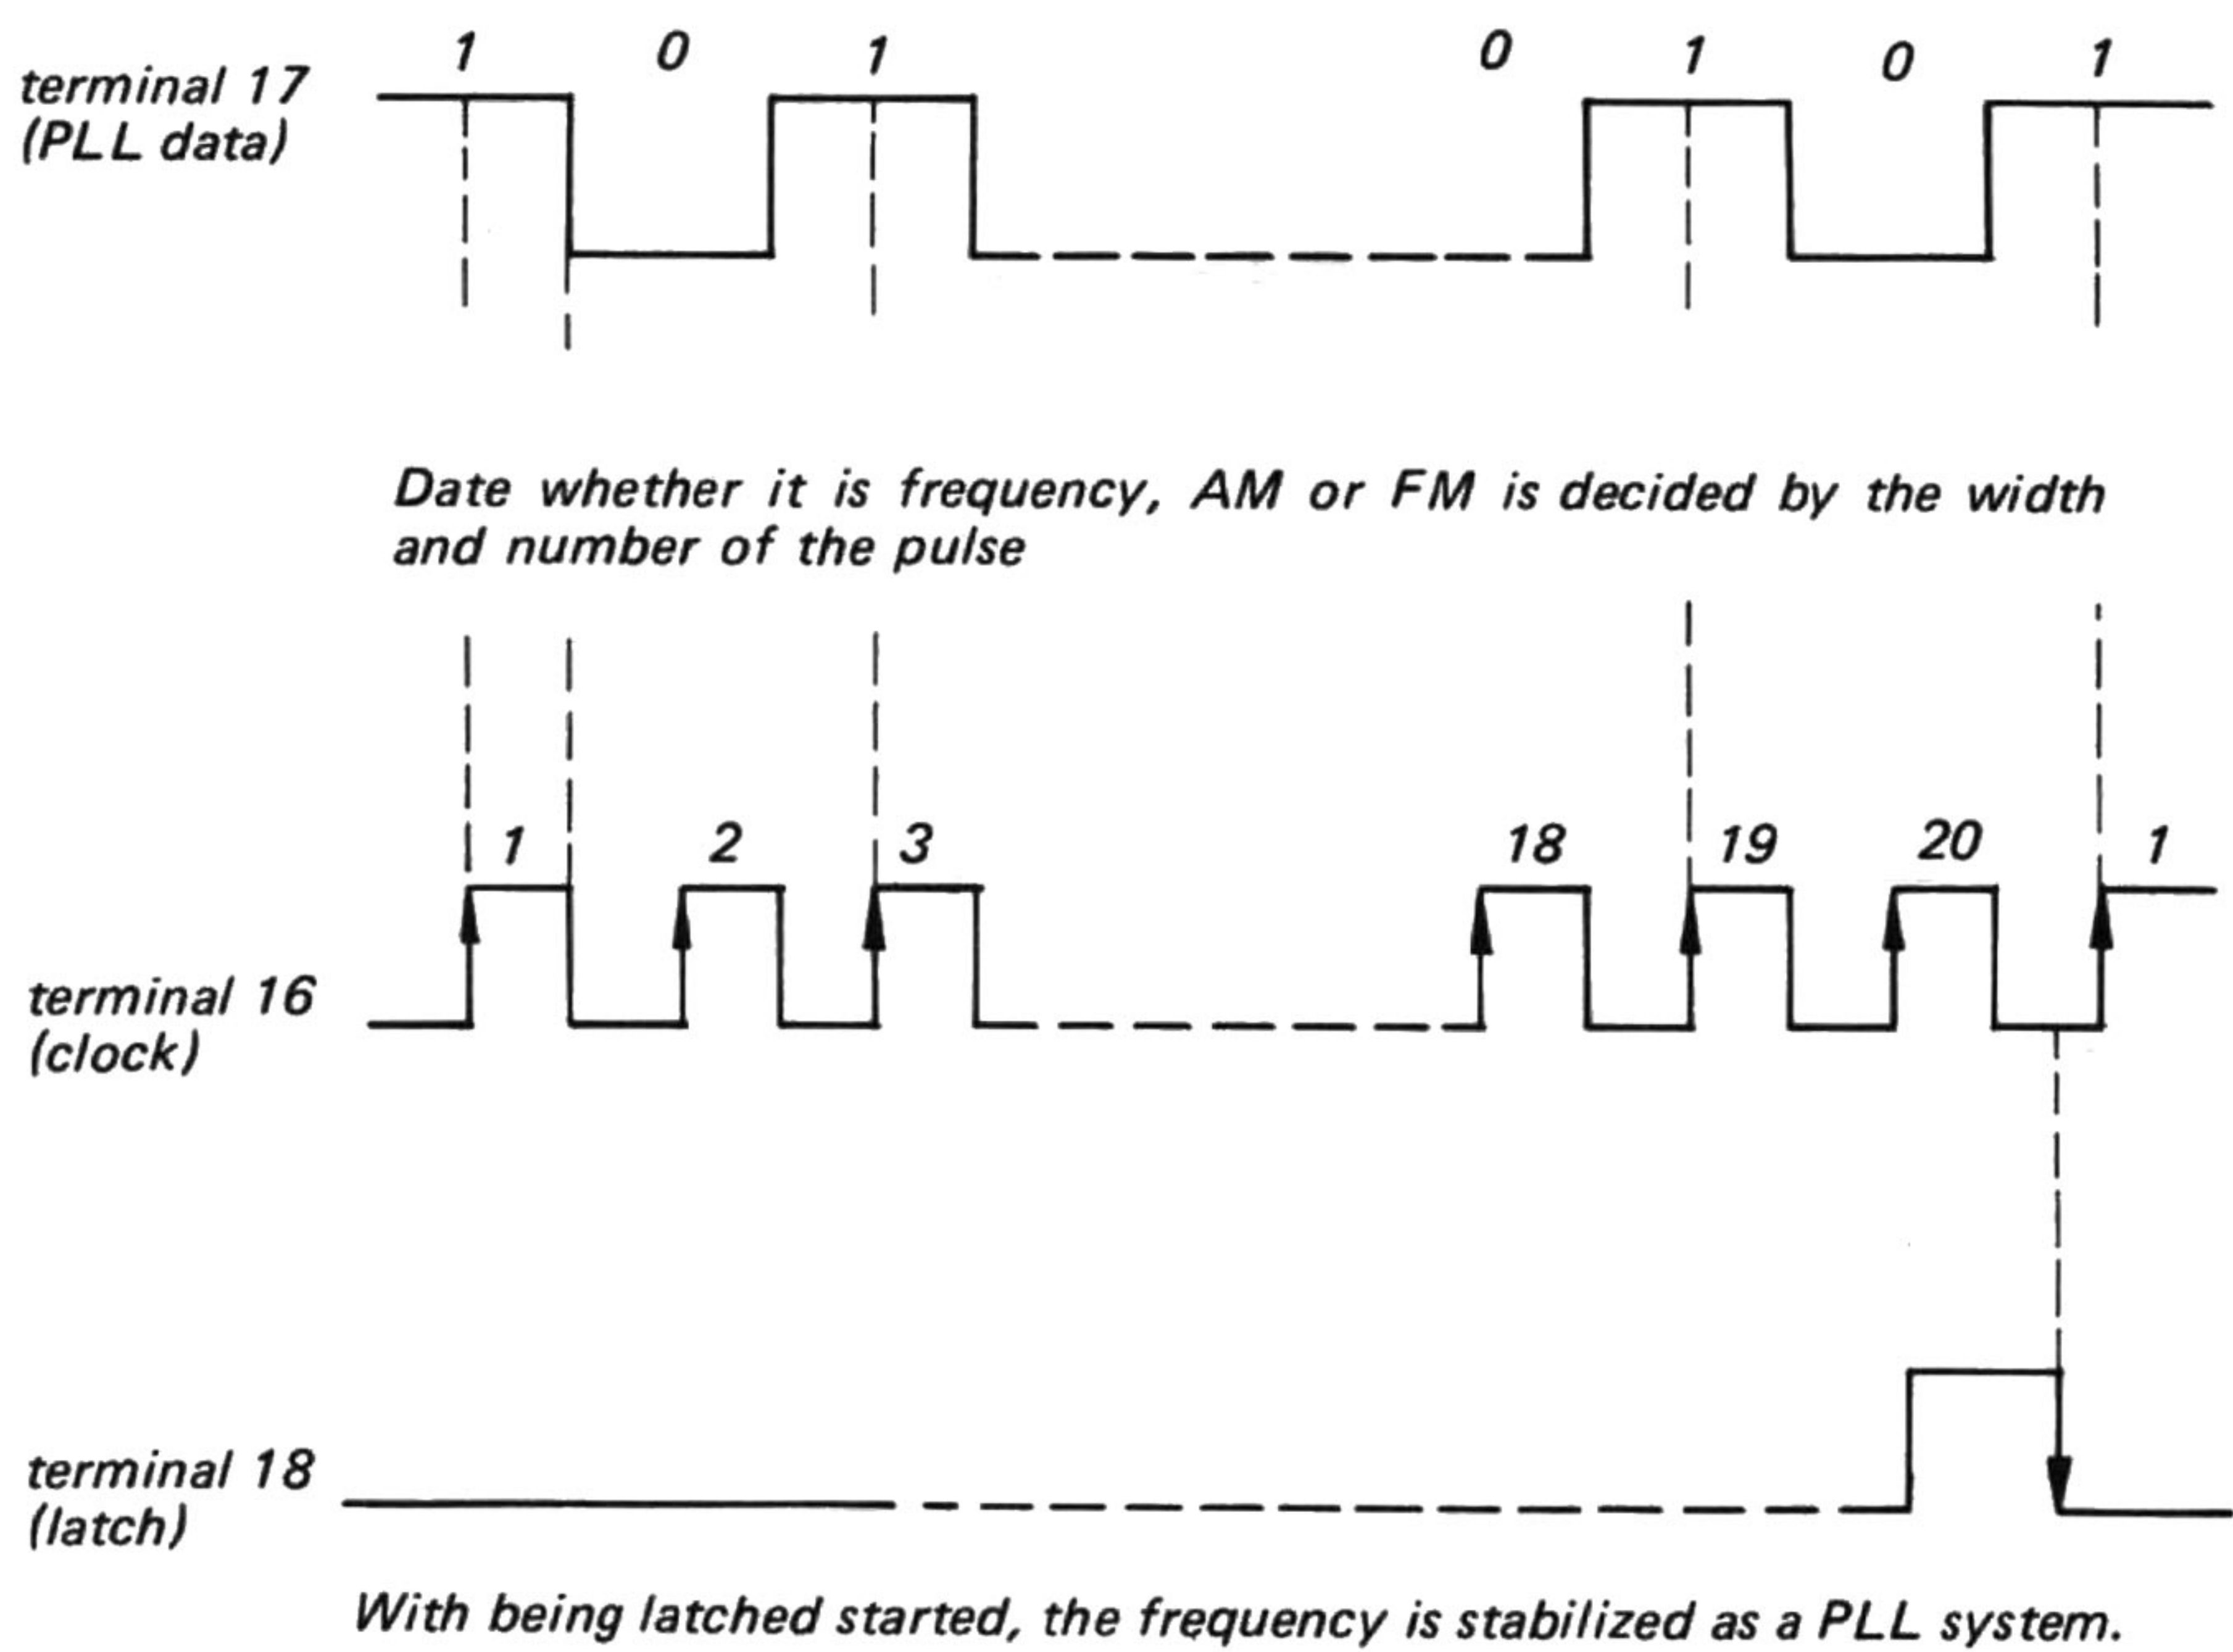 1 0 1 0 1 0 1
terminal 17
(PLL data)
Date whether it is frequency, AM or FM is decided by the width
and number of the pulse
1 2 3 18 19 20 1
terminal 16
(clock)
terminal 18
(latch)
With being latched started, the frequency is stabilized as a PLL system.